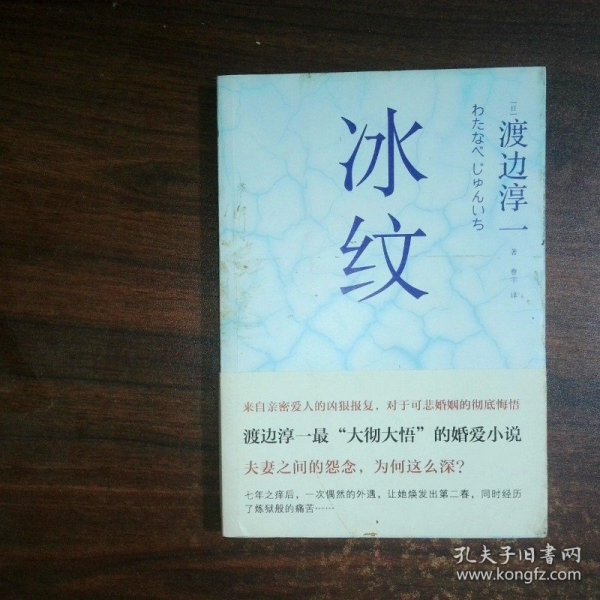 冰纹
[日]
渡边淳一
著
曹宇 译
わたなべ じゅんいち
来自亲密爱人的凶狠报复，对于可悲婚姻的彻底悔悟
渡边淳一最“大彻大悟”的婚爱小说
夫妻之间的怨念，为何这么深？
七年之痒后，一次偶然的外遇，让她焕发出第二春，同时经历
了炼狱般的痛苦……
孔夫子旧书网
www.kongfz.com